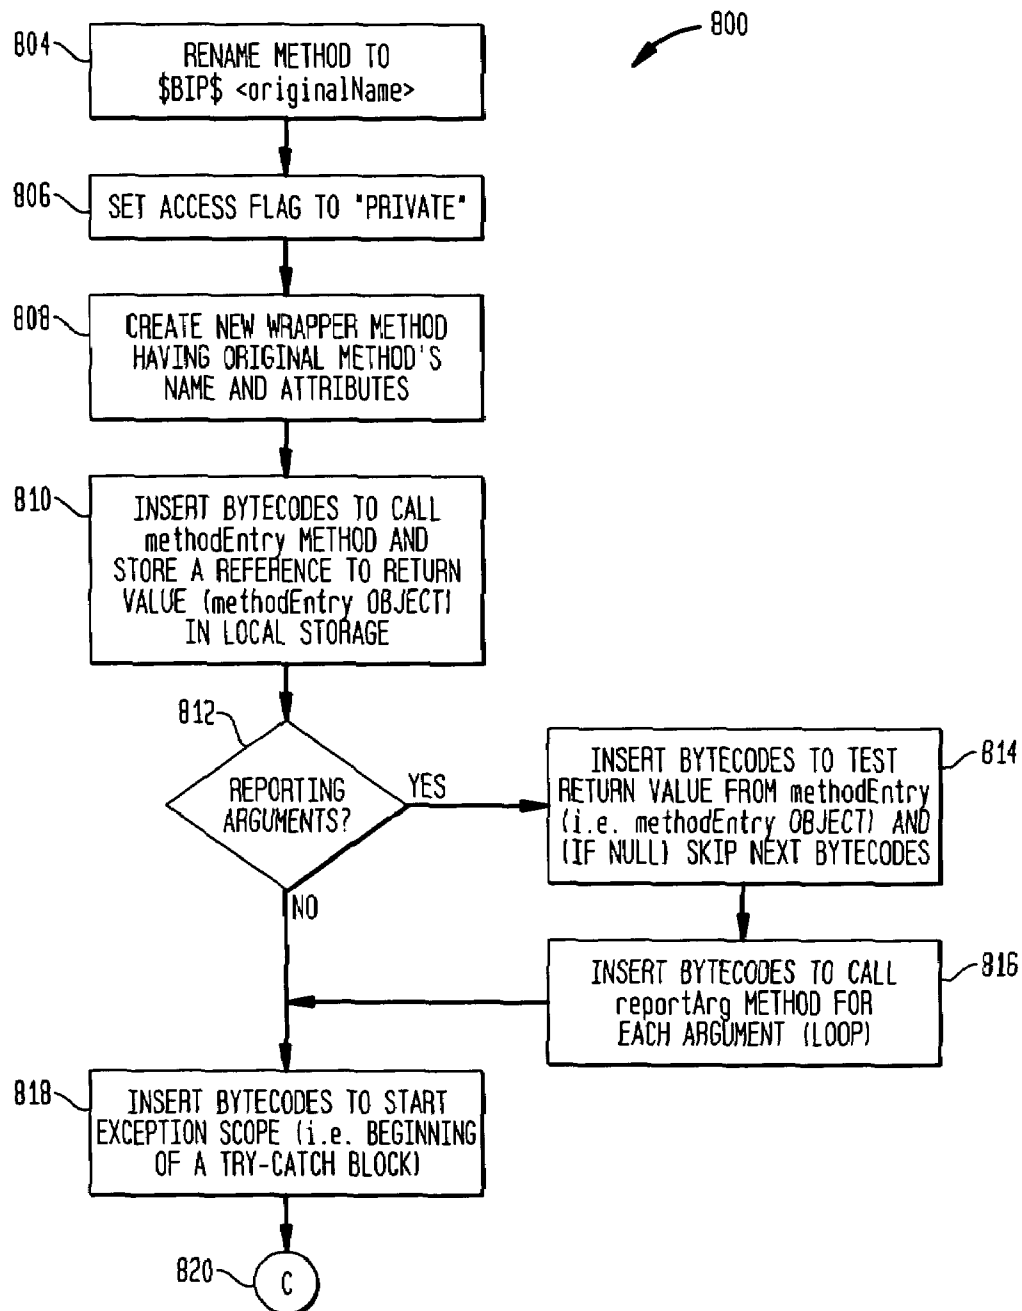 800
804
RENAME METHOD TO
$BIP$ <originalName>
806
SET ACCESS FLAG TO "PRIVATE"
808
CREATE NEW WRAPPER METHOD
HAVING ORIGINAL METHOD'S
NAME AND ATTRIBUTES
810
INSERT BYTECODES TO CALL
methodEntry METHOD AND
STORE A REFERENCE TO RETURN
VALUE (methodEntry OBJECT)
IN LOCAL STORAGE
812
REPORTING
ARGUMENTS?
YES
NO
814
INSERT BYTECODES TO TEST
RETURN VALUE FROM methodEntry
(i.e. methodEntry OBJECT) AND
(IF NULL) SKIP NEXT BYTECODES
816
INSERT BYTECODES TO CALL
reportArg METHOD FOR
EACH ARGUMENT (LOOP)
818
INSERT BYTECODES TO START
EXCEPTION SCOPE (i.e. BEGINNING
OF A TRY-CATCH BLOCK)
820
C